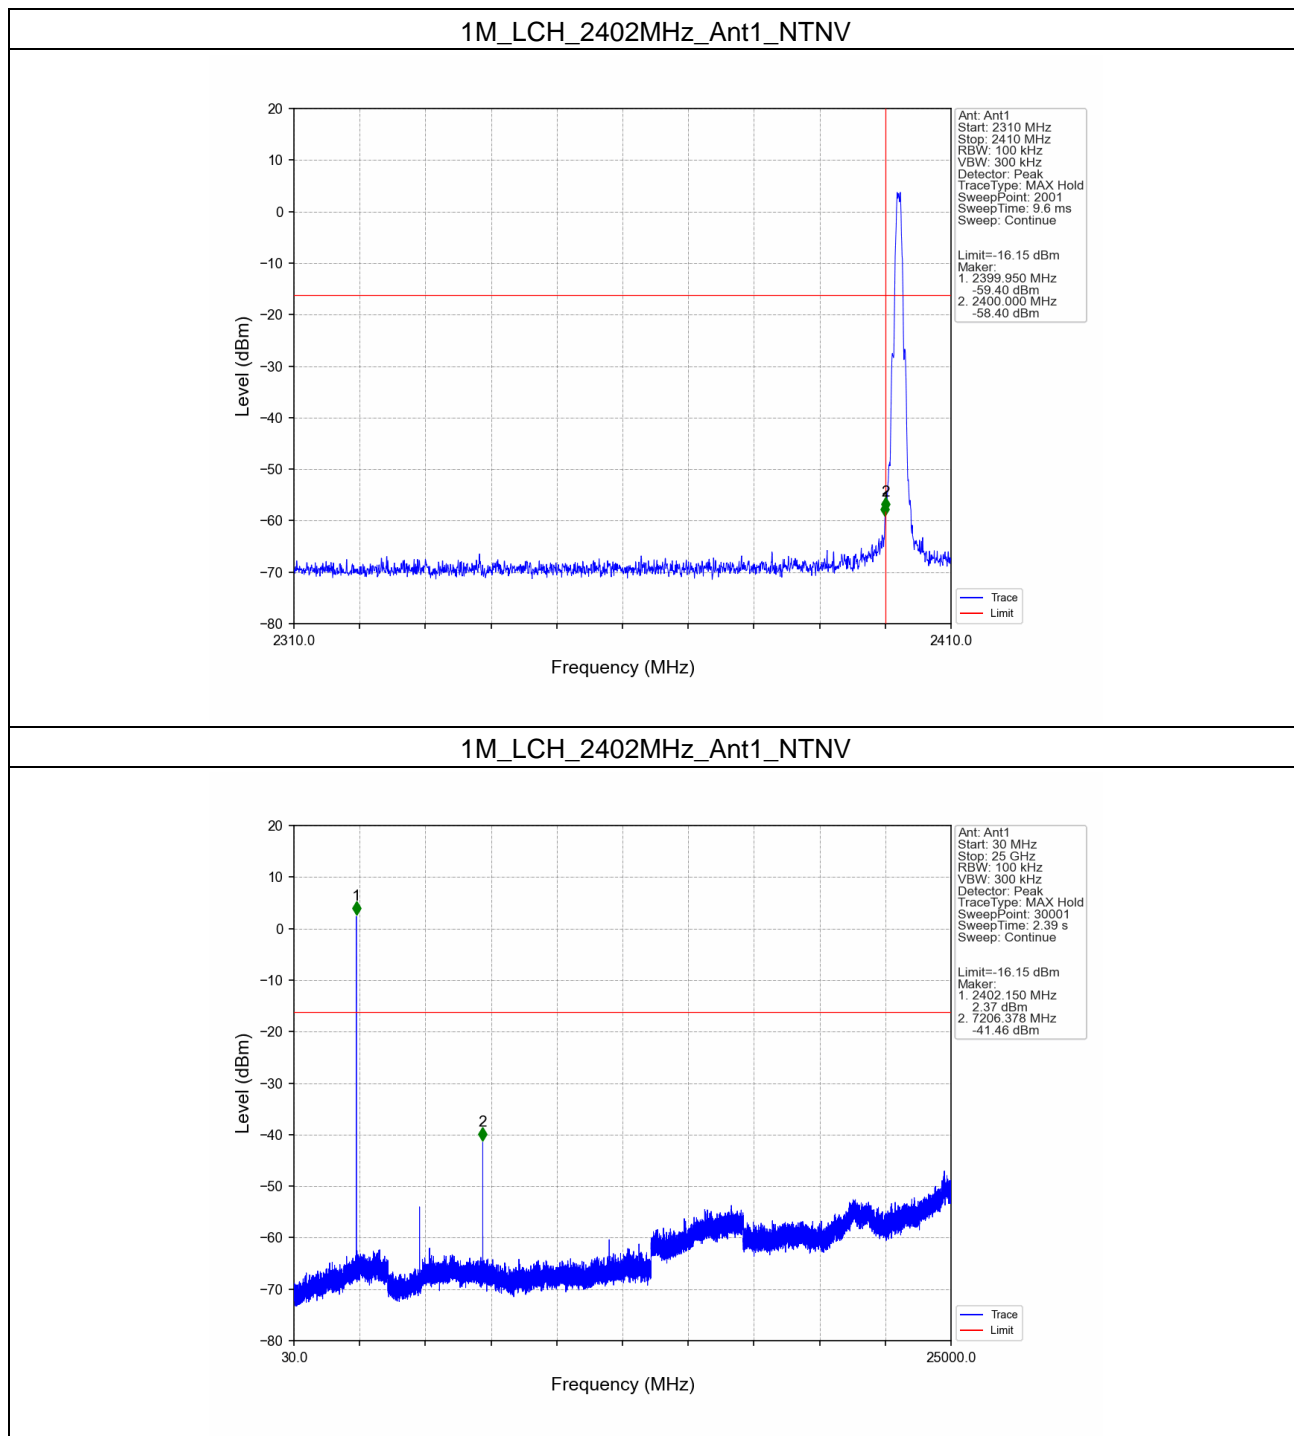 1M_LCH_2402MHz_Ant1_NTNV
20
10
0
−10
−20
−30
−40
−50
−60
−70
−80
Level (dBm)
2310.0
2410.0
Frequency (MHz)
2
Ant: Ant1
Start: 2310 MHz
Stop: 2410 MHz
RBW: 100 kHz
VBW: 300 kHz
Detector: Peak
TraceType: MAX Hold
SweepPoint: 2001
SweepTime: 9.6 ms
Sweep: Continue
Limit=-16.15 dBm
Maker:
1. 2399.950 MHz
-59.40 dBm
2. 2400.000 MHz
-58.40 dBm
Trace
Limit
1M_LCH_2402MHz_Ant1_NTNV
20
10
0
−10
−20
−30
−40
−50
−60
−70
−80
Level (dBm)
30.0
25000.0
Frequency (MHz)
1
2
Ant: Ant1
Start: 30 MHz
Stop: 25 GHz
RBW: 100 kHz
VBW: 300 kHz
Detector: Peak
TraceType: MAX Hold
SweepPoint: 30001
SweepTime: 2.39 s
Sweep: Continue
Limit=-16.15 dBm
Maker:
1. 2402.150 MHz
2.37 dBm
2. 7206.378 MHz
-41.46 dBm
Trace
Limit